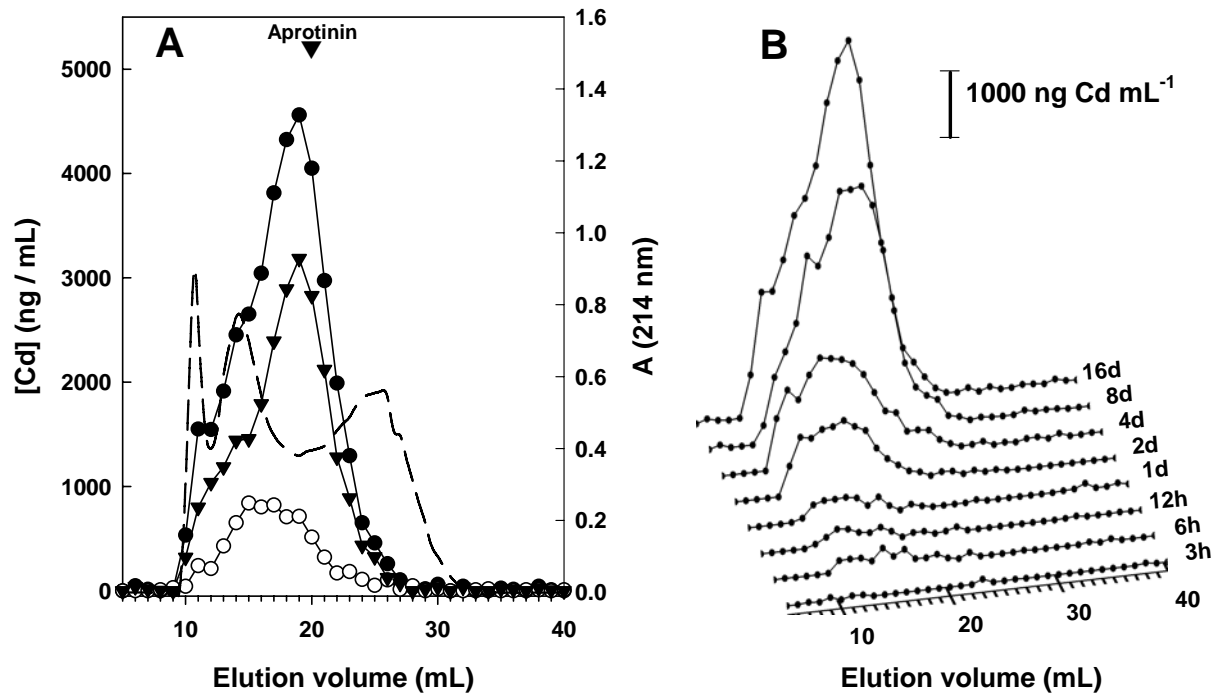 A
Aprotinin
[Cd] (ng / mL)
5000
4000
3000
2000
1000
0
10
20
30
40
Elution volume (mL)
1.6
1.4
1.2
1.0
0.8
0.6
0.4
0.2
0.0
A (214 nm)
B
1000 ng Cd mL⁻¹
16d
8d
4d
2d
1d
12h
6h
3h
10
20
30
40
Elution volume (mL)